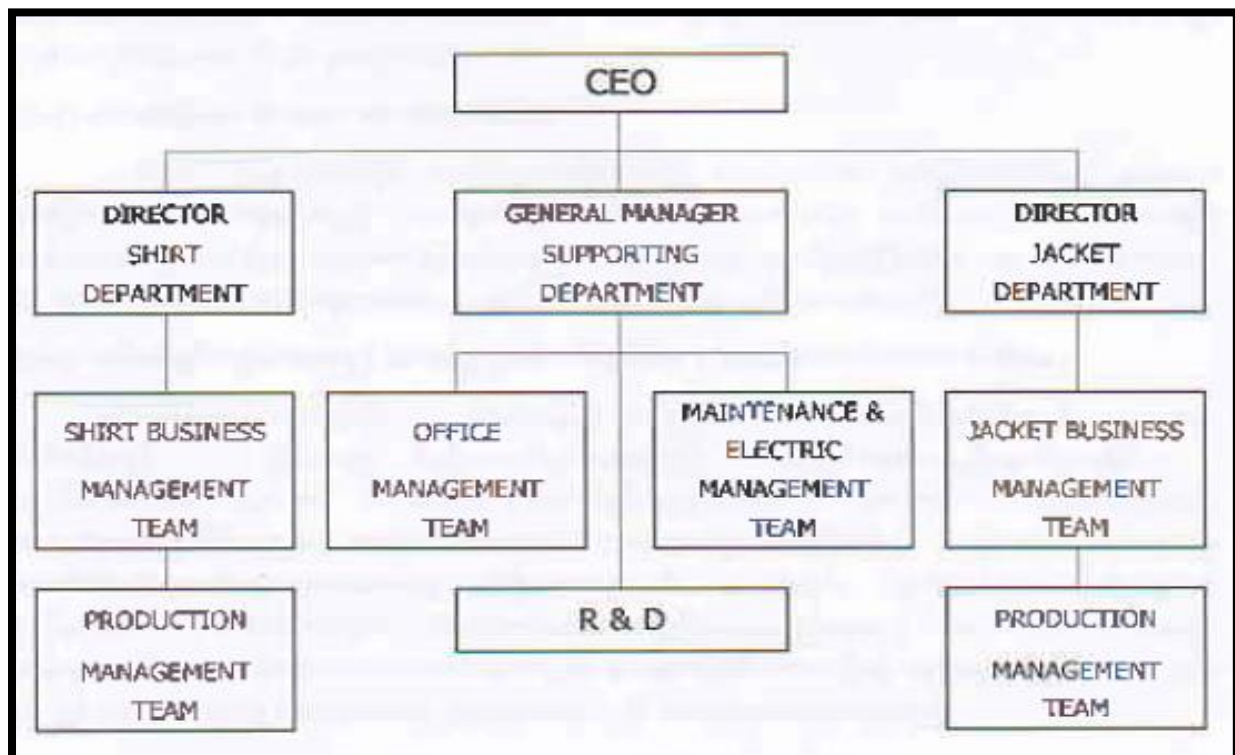 CEO
DIRECTOR
SHIRT
DEPARTMENT
GENERAL MANAGER
SUPPORTING
DEPARTMENT
DIRECTOR
JACKET
DEPARTMENT
SHIRT BUSINESS
MANAGEMENT
TEAM
OFFICE
MANAGEMENT
TEAM
MAINTENANCE &
ELECTRIC
MANAGEMENT
TEAM
JACKET BUSINESS
MANAGEMENT
TEAM
PRODUCTION
MANAGEMENT
TEAM
R & D
PRODUCTION
MANAGEMENT
TEAM